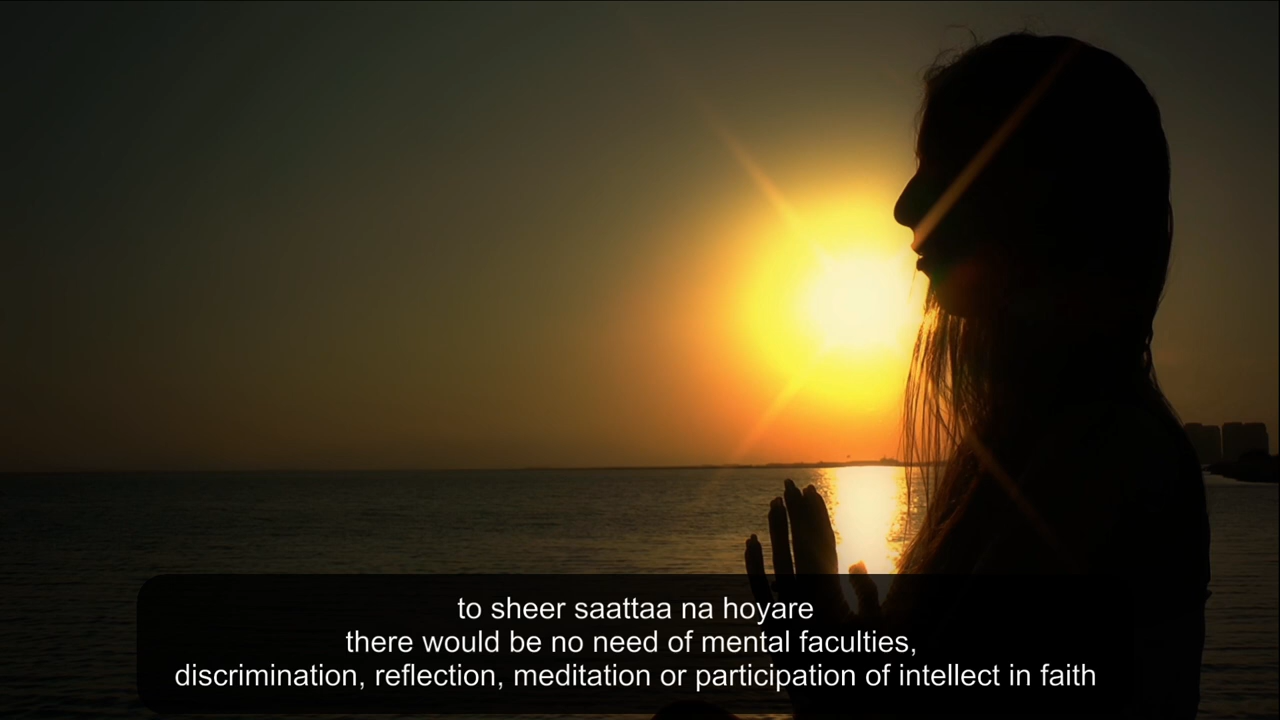 to sheer saattaa na hoyare
there would be no need of mental faculties,
discrimination, reflection, meditation or participation of intellect in faith